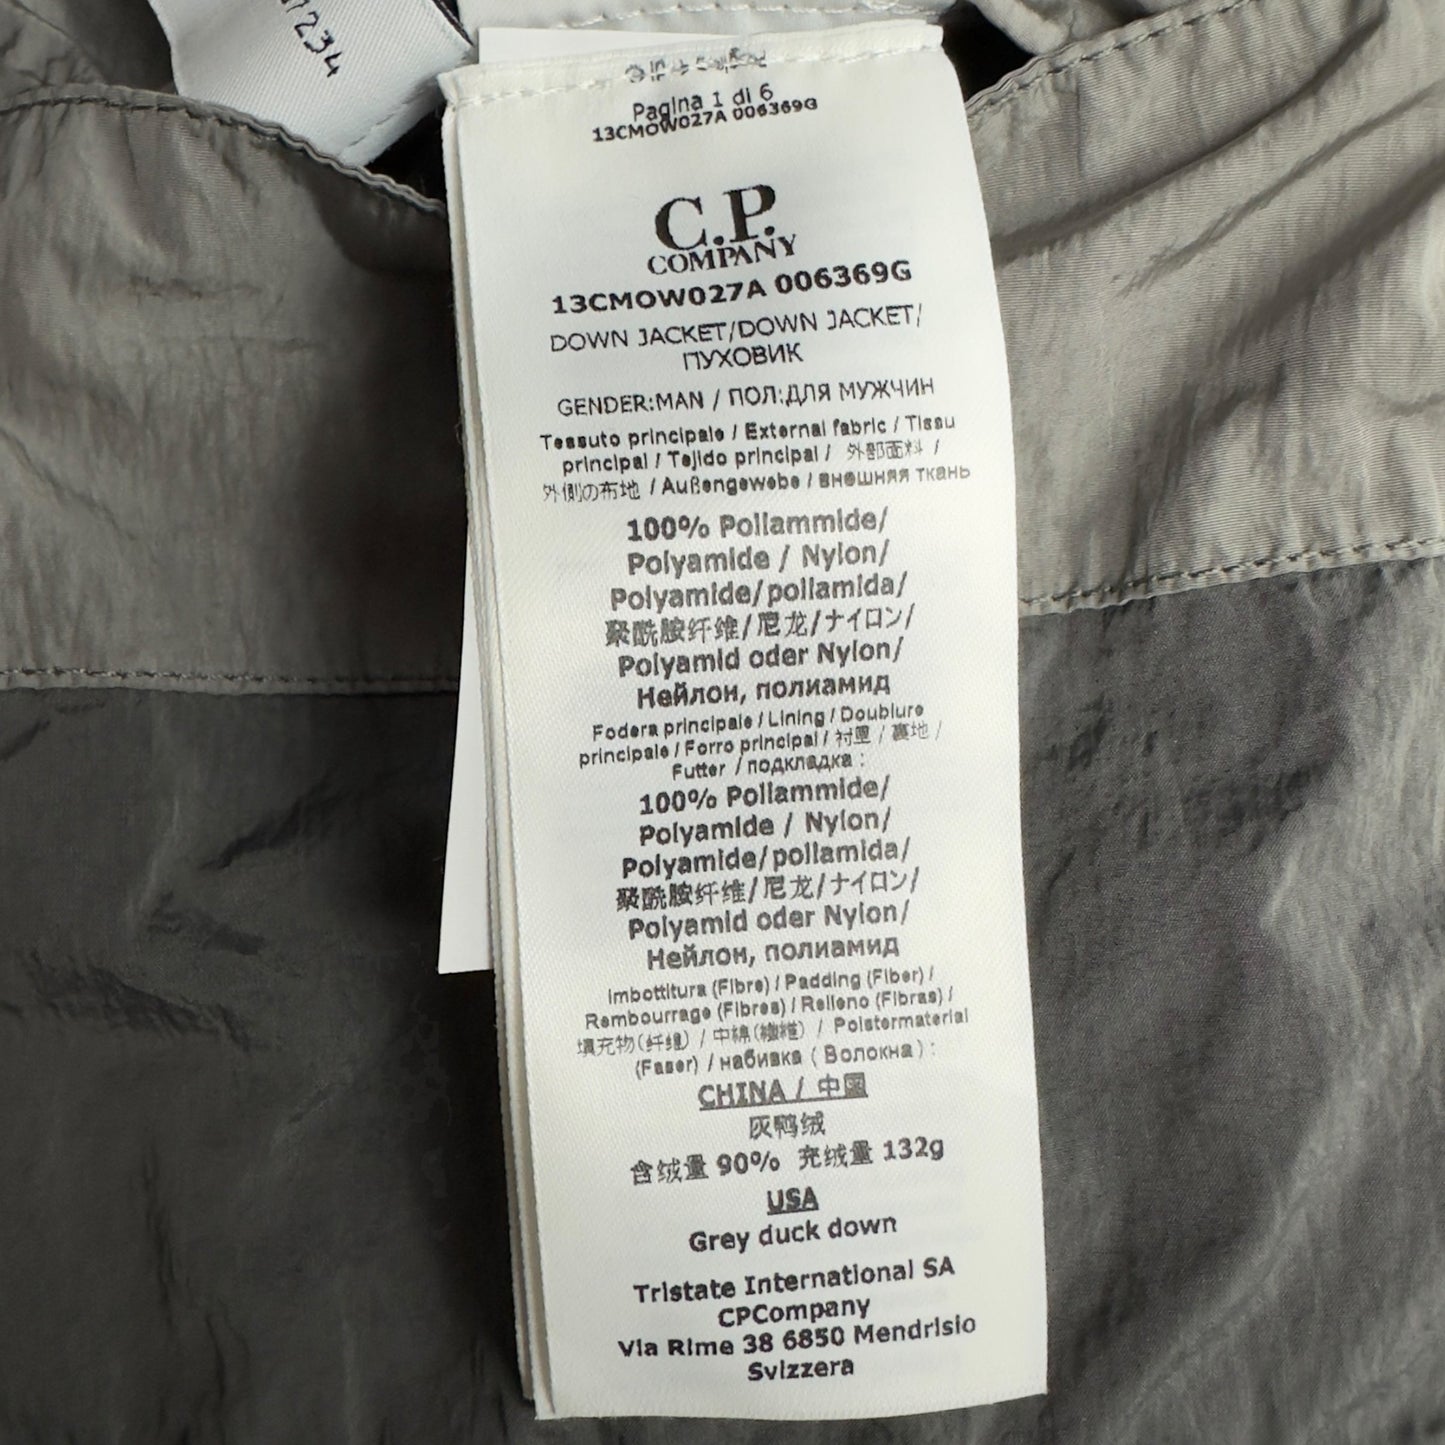 1234
Pagina 1 di 6
13CMOW027A 006369G
C.P.
COMPANY
13CMOW027A 006369G
DOWN JACKET/DOWN JACKET/
ПУХОВИК
GENDER:MAN / ПОЛ:ДЛЯ МУЖЧИН
Tessuto principale / External fabric / Tissu
principal / Tejido principal / 外部面料 /
外側の布地 / Außengewebe / внешняя ткань
100% Poliammide/
Polyamide / Nylon/
Polyamide/poliamida/
聚酰胺纤维/尼龙/ナイロン/
Polyamid oder Nylon/
Нейлон, полиамид
Fodera principale / Lining / Doublure
principale / Forro principal / 衬里 / 裏地 /
Futter / подкладка :
100% Poliammide/
Polyamide / Nylon/
Polyamide/poliamida/
聚酰胺纤维/尼龙/ナイロン/
Polyamid oder Nylon/
Нейлон, полиамид
Imbottitura (Fibre) / Padding (Fiber) /
Rembourrage (Fibres) / Relleno (Fibras) /
填充物(纤维) / 中綿(繊維) / Polstermaterial
(Faser) / набивка ( Волокна) :
CHINA / 中国
灰鸭绒
含绒量 90% 充绒量 132g
USA
Grey duck down
Tristate International SA
CPCompany
Via Rime 38 6850 Mendrisio
Svizzera